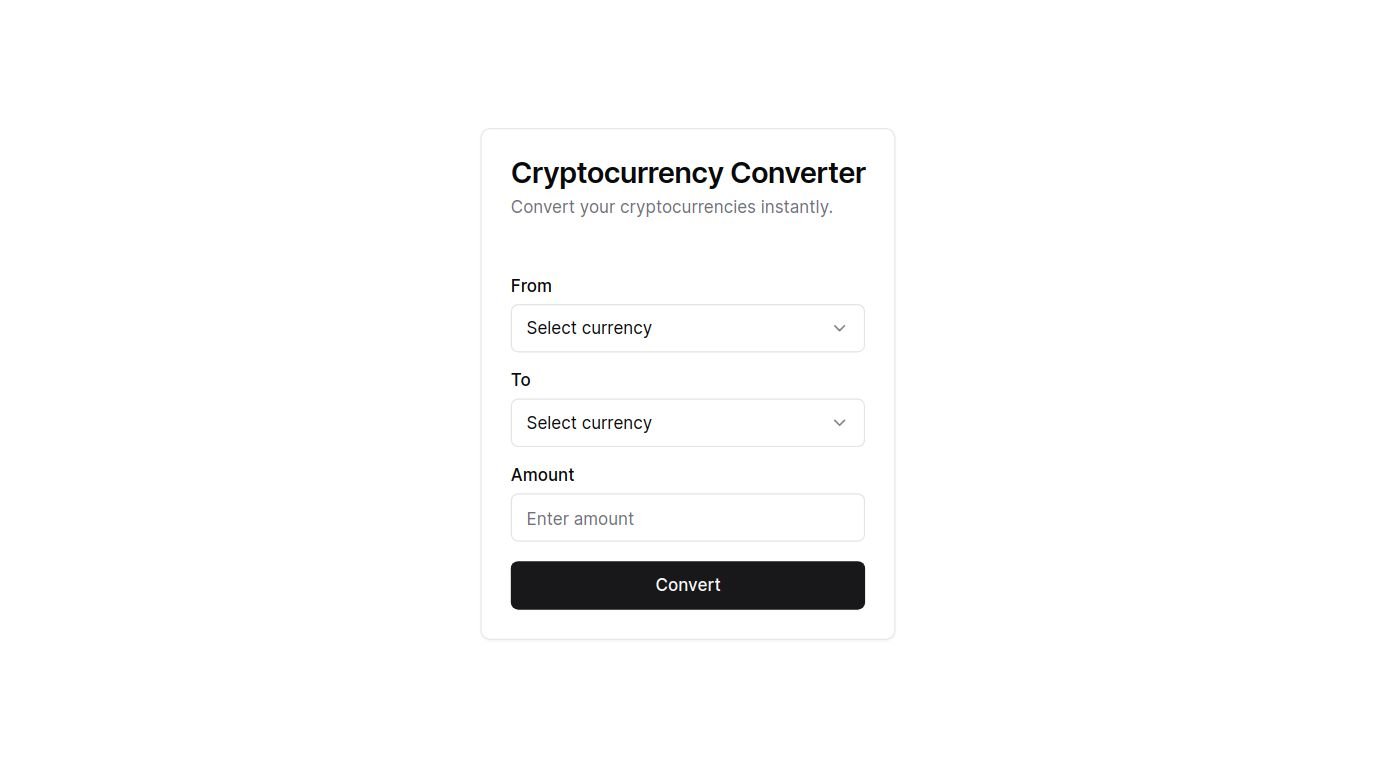 Cryptocurrency Converter
Convert your cryptocurrencies instantly.
From
Select currency
To
Select currency
Amount
Enter amount
Convert